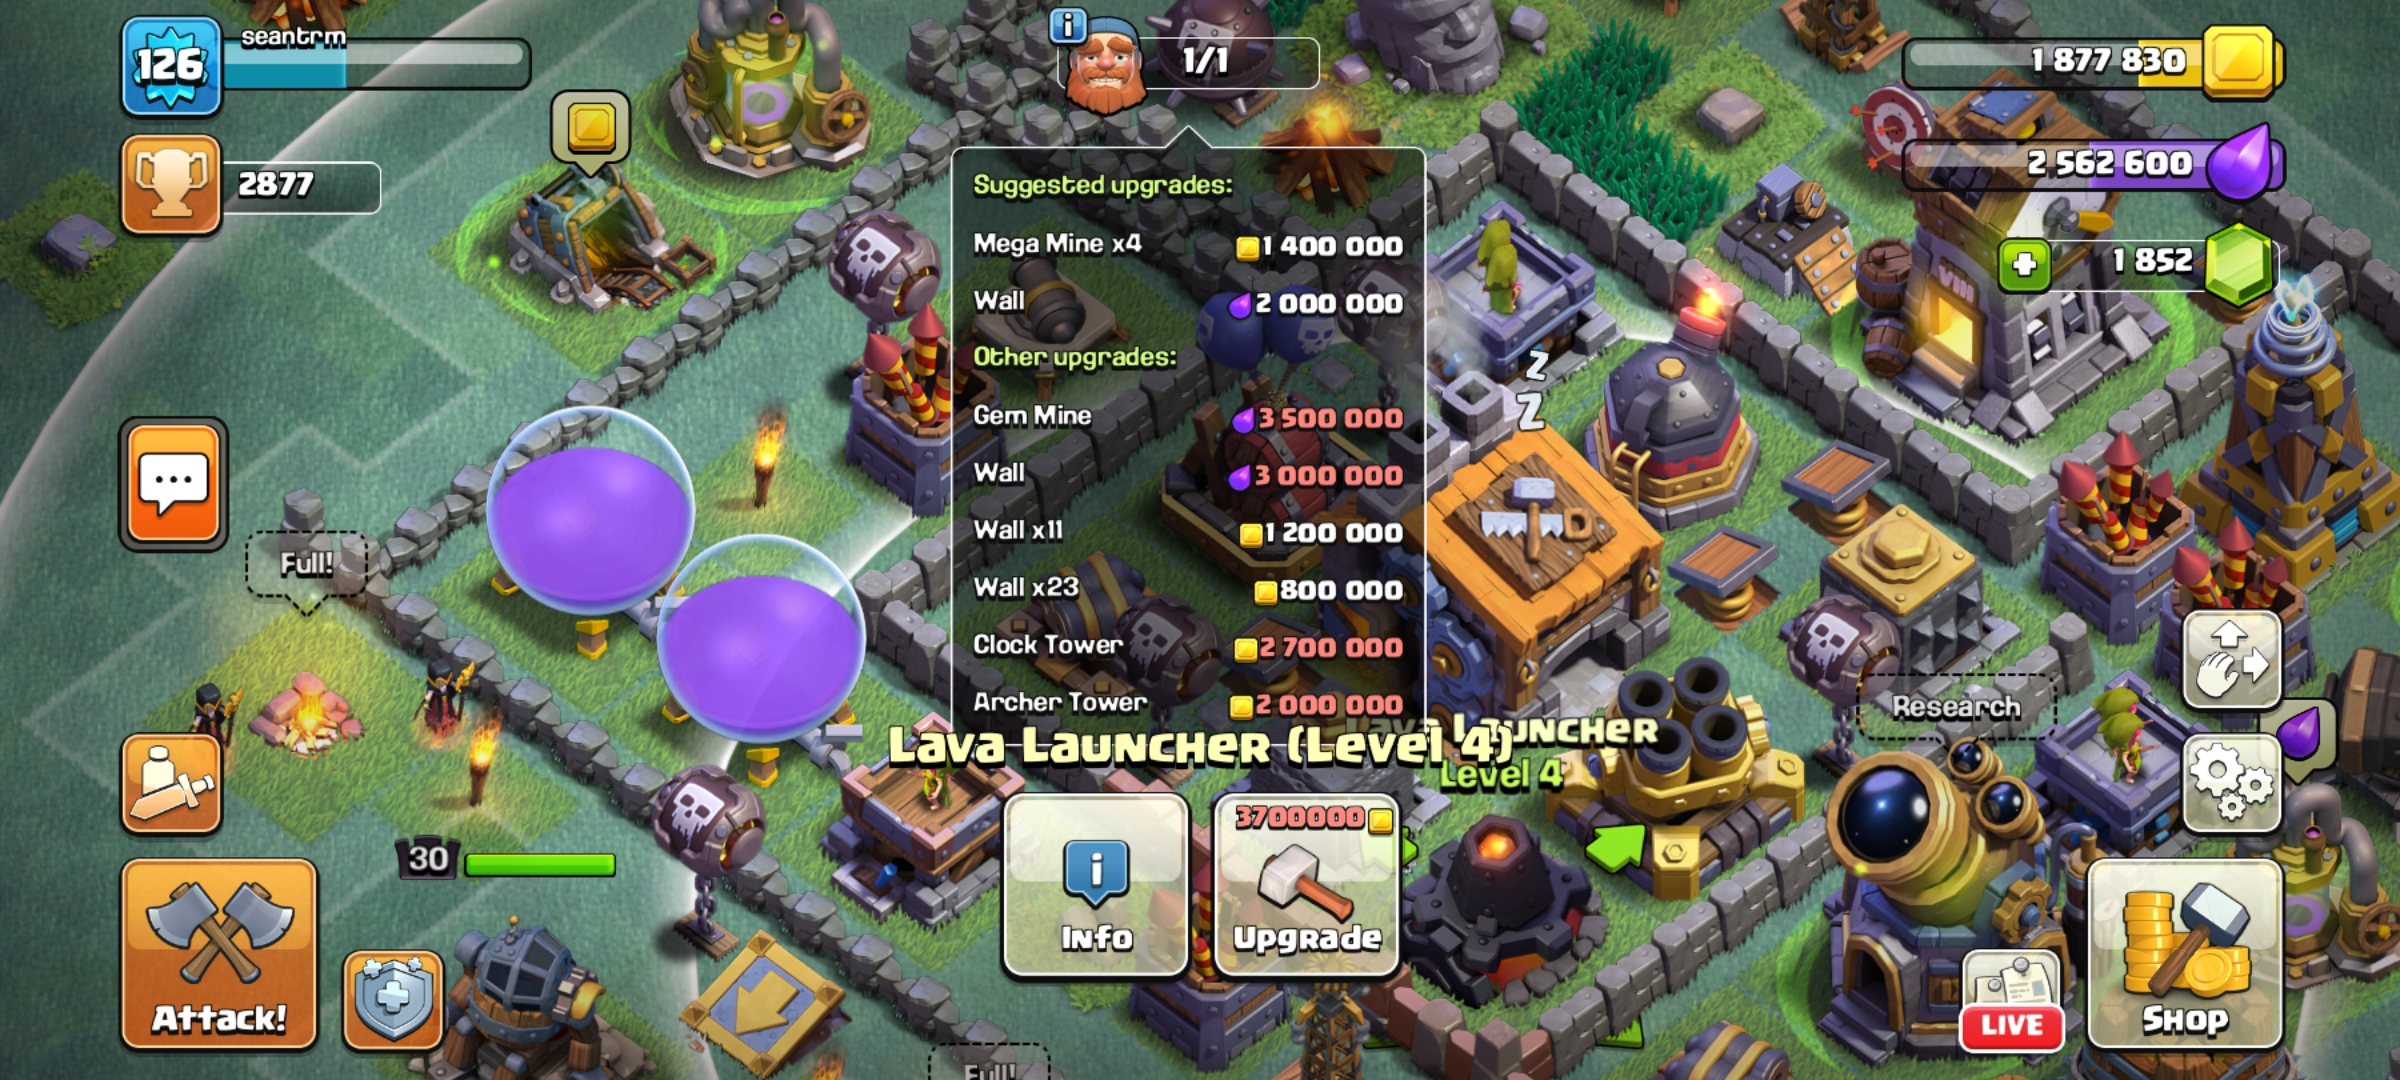 126
seantrm
1/1
1 877 830
2877
Suggested upgrades:
2 562 600
Mega Mine x4 1 400 000
1 852
Wall 2 000 000
VIII
Other upgrades:
z
Z
Gem Mine 3 500 000
Wall 3 000 000
Wall x11 1 200 000
Full!
Wall x23 800 000
Clock Tower 2 700 000
Archer Tower 2 000 000
Research
Lava Launcher
Lava Launcher (Level 4)
Level 4
3700000
30
Info
Upgrade
Attack!
LIVE
Shop
Full!